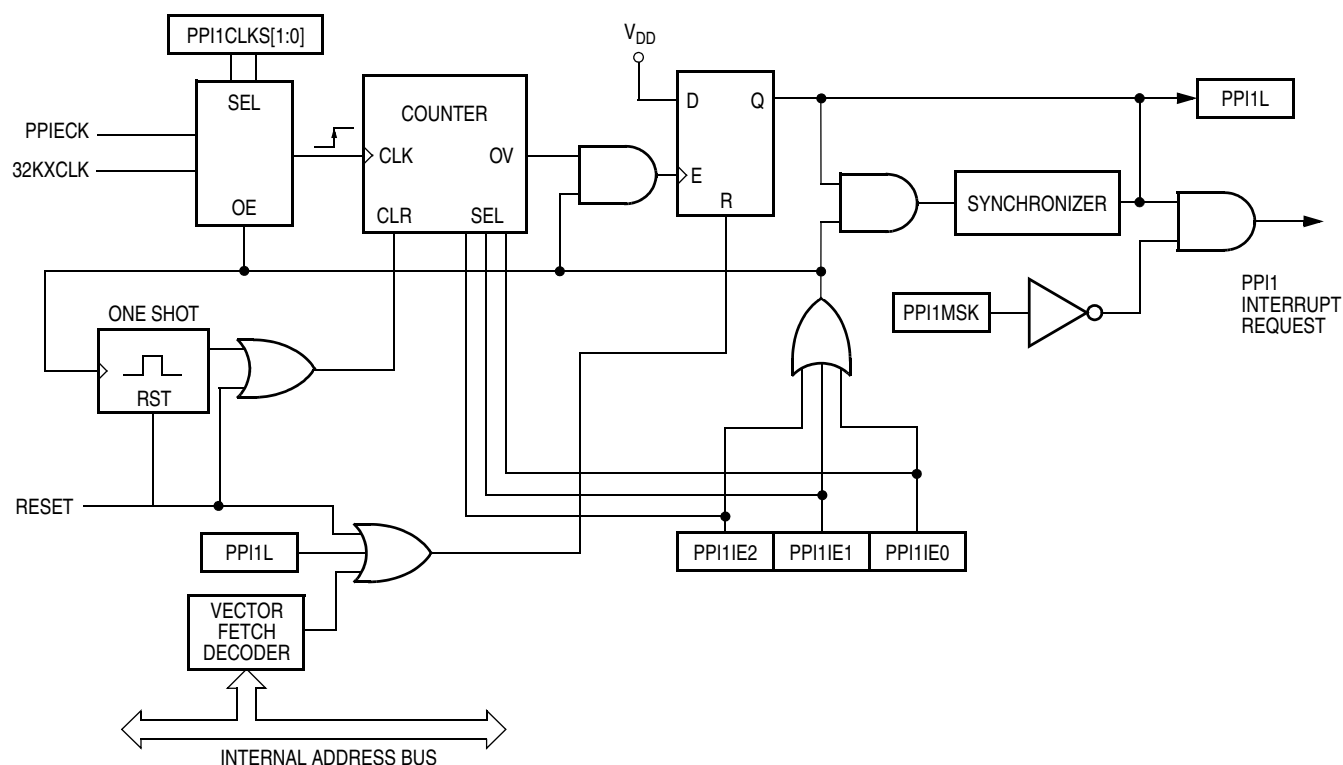 PPI1CLKS[1:0]
SEL
PPIECK
32KXCLK
OE
COUNTER
CLK
OV
CLR
SEL
VDD
D
Q
E
R
PPI1L
SYNCHRONIZER
PPI1MSK
PPI1
INTERRUPT
REQUEST
ONE SHOT
RST
RESET
PPI1L
PPI1IE2
PPI1IE1
PPI1IE0
VECTOR
FETCH
DECODER
INTERNAL ADDRESS BUS